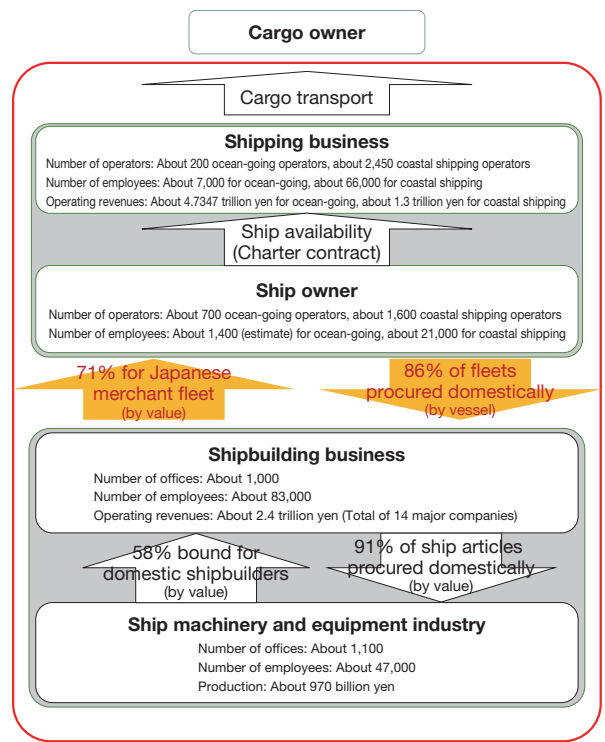 Cargo owner
Cargo transport
Shipping business
Number of operators: About 200 ocean-going operators, about 2,450 coastal shipping operators
Number of employees: About 7,000 for ocean-going, about 66,000 for coastal shipping
Operating revenues: About 4.7347 trillion yen for ocean-going, about 1.3 trillion yen for coastal shipping
Ship availability
(Charter contract)
Ship owner
Number of operators: About 700 ocean-going operators, about 1,600 coastal shipping operators
Number of employees: About 1,400 (estimate) for ocean-going, about 21,000 for coastal shipping
71% for Japanese
merchant fleet
(by value)
86% of fleets
procured domestically
(by vessel)
Shipbuilding business
Number of offices: About 1,000
Number of employees: About 83,000
Operating revenues: About 2.4 trillion yen (Total of 14 major companies)
58% bound for
domestic shipbuilders
(by value)
91% of ship articles
procured domestically
(by value)
Ship machinery and equipment industry
Number of offices: About 1,100
Number of employees: About 47,000
Production: About 970 billion yen